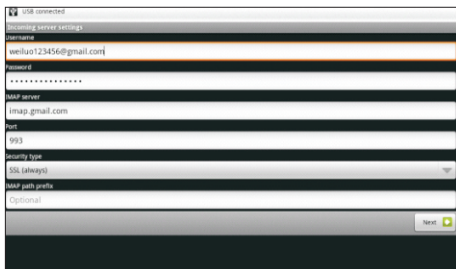 USB connected
Incoming server settings
Username
weiluo123456@gmail.com
Password
•••••••••••••••
IMAP server
imap.gmail.com
Port
993
Security type
SSL (always)
IMAP path prefix
Optional
Next